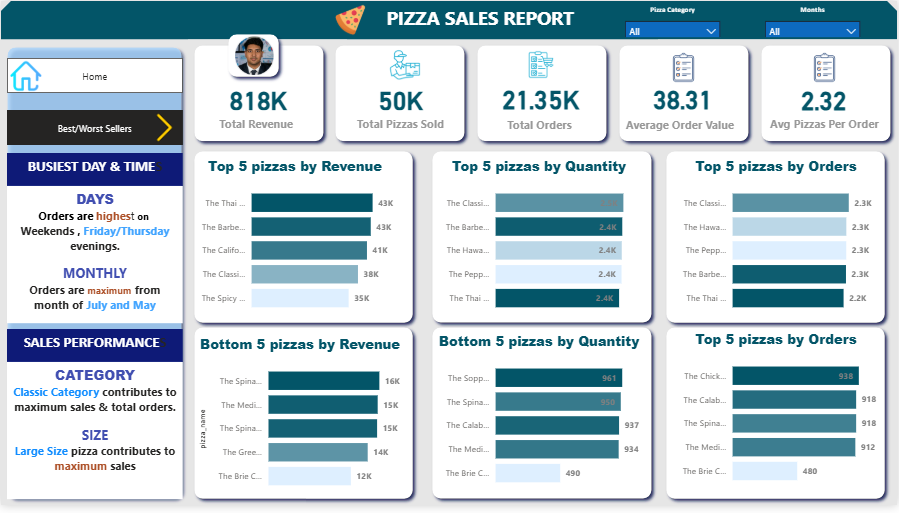 PIZZA SALES REPORT
Pizza Category
All
Months
All
Home
Best/Worst Sellers
818K
Total Revenue
50K
Total Pizzas Sold
21.35K
Total Orders
38.31
Average Order Value
2.32
Avg Pizzas Per Order
BUSIEST DAY & TIME
DAYS
Orders are highest on
Weekends , Friday/Thursday
evenings.
MONTHLY
Orders are maximum from
month of July and May
SALES PERFORMANCE
CATEGORY
Classic Category contributes to
maximum sales & total orders.
SIZE
Large Size pizza contributes to
maximum sales
Top 5 pizzas by Revenue
The Thai ... 43K
The Barbe... 43K
The Califo... 41K
The Classi... 38K
The Spicy ... 35K
Top 5 pizzas by Quantity
The Classi...
The Barbe... 2.4K
The Hawa... 2.4K
The Pepp... 2.4K
The Thai ... 2.4K
Top 5 pizzas by Orders
The Classi... 2.3K
The Hawa... 2.3K
The Pepp... 2.3K
The Barbe... 2.3K
The Thai ... 2.2K
Bottom 5 pizzas by Revenue
pizza_name
The Spina... 16K
The Medi... 15K
The Spina... 15K
The Gree... 14K
The Brie C... 12K
Bottom 5 pizzas by Quantity
The Sopp... 961
The Spina... 950
The Calab... 937
The Medi... 934
The Brie C... 490
Top 5 pizzas by Orders
The Chick... 938
The Calab... 918
The Spina... 918
The Medi... 912
The Brie C... 480